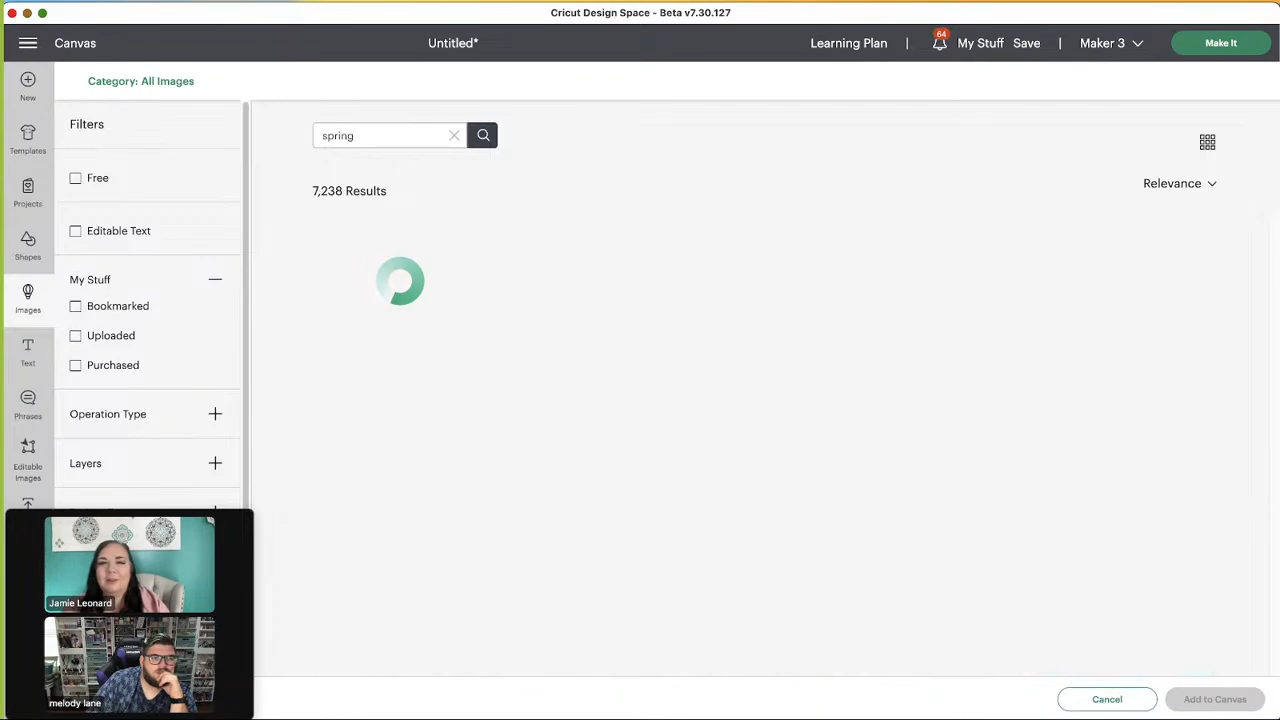 Cricut Design Space - Beta v7.30.127
Canvas
Untitled*
Learning Plan
|
64
My Stuff
Save
|
Maker 3
Make It
Category: All Images
New
Templates
Projects
Shapes
Images
Text
Phrases
Editable
Images
Filters
Free
Editable Text
My Stuff
Bookmarked
Uploaded
Purchased
Operation Type
Layers
spring
7,238 Results
Relevance
Jamie Leonard
melody lane
Cancel
Add to Canvas